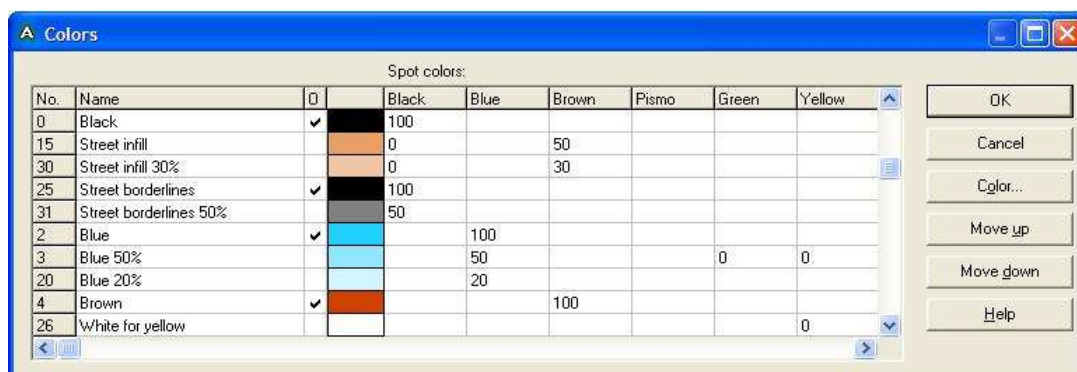 A Colors
Spot colors:
No. Name O Black Blue Brown Pismo Green Yellow
0 Black ✓ 100
15 Street infill 0 50
30 Street infill 30% 0 30
25 Street borderlines ✓ 100
31 Street borderlines 50% 50
2 Blue ✓ 100
3 Blue 50% 50 0 0
20 Blue 20% 20
4 Brown ✓ 100
26 White for yellow 0
OK
Cancel
Color...
Move up
Move down
Help